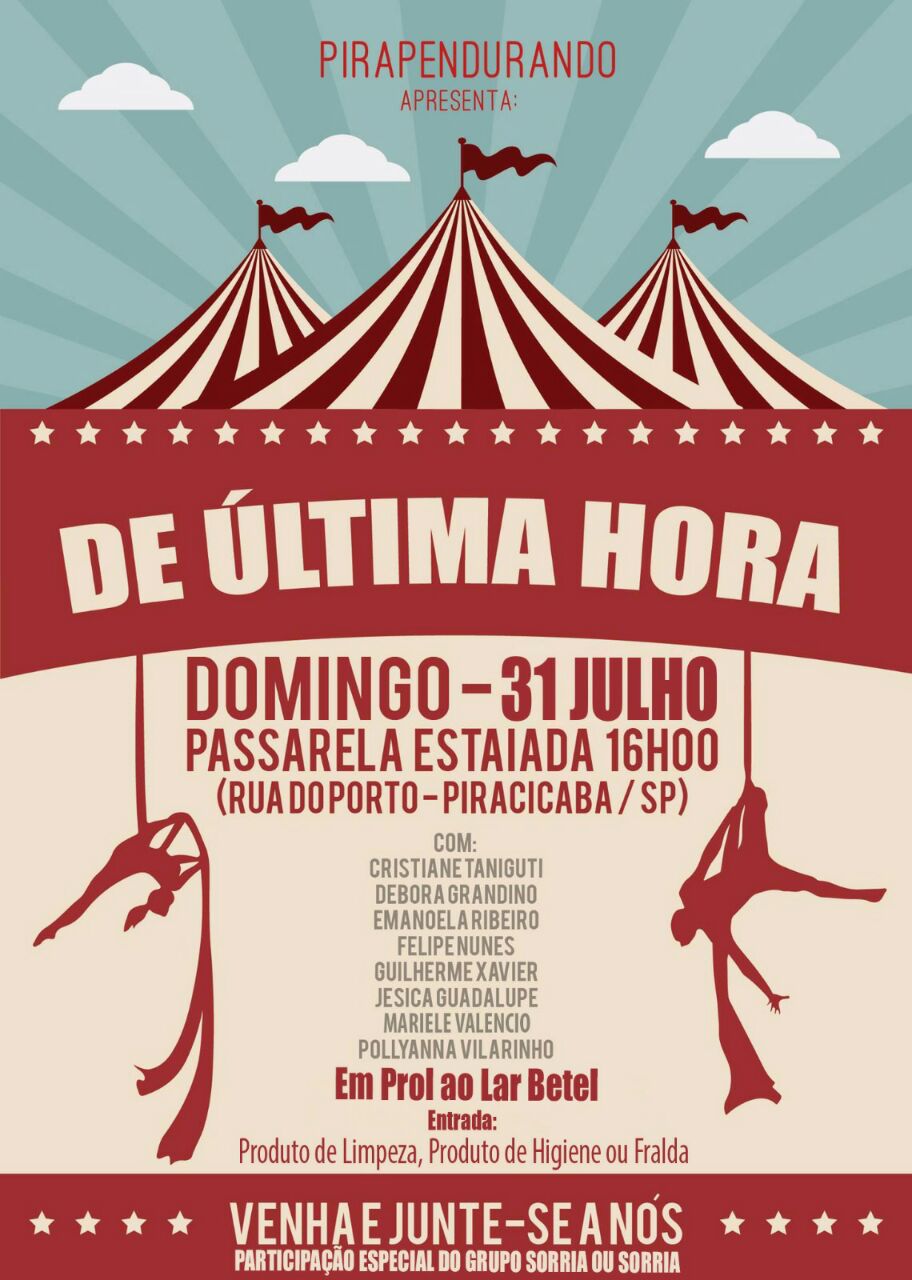 PIRAPENDURANDO
APRESENTA:
DE ÚLTIMA HORA
DOMINGO – 31 JULHO
PASSARELA ESTAIADA 16H00
(RUA DO PORTO – PIRACICABA / SP)
COM:
CRISTIANE TANIGUTI
DEBORA GRANDINO
EMANOELA RIBEIRO
FELIPE NUNES
GUILHERME XAVIER
JESICA GUADALUPE
MARIELE VALENCIO
POLLYANNA VILARINHO
Em Prol ao Lar Betel
Entrada:
Produto de Limpeza, Produto de Higiene ou Fralda
VENHA E JUNTE-SE A NÓS
PARTICIPAÇÃO ESPECIAL DO GRUPO SORRIA OU SORRIA